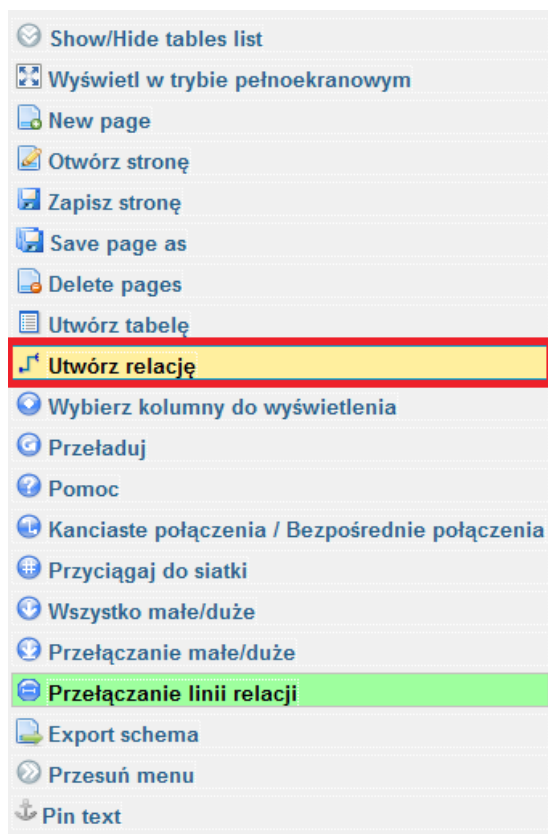 Show/Hide tables list
Wyświetl w trybie pełnoekranowym
New page
Otwórz stronę
Zapisz stronę
Save page as
Delete pages
Utwórz tabelę
Utwórz relację
Wybierz kolumny do wyświetlenia
Przeładuj
Pomoc
Kanciaste połączenia / Bezpośrednie połączenia
Przyciągaj do siatki
Wszystko małe/duże
Przełączanie małe/duże
Przełączanie linii relacji
Export schema
Przesuń menu
Pin text